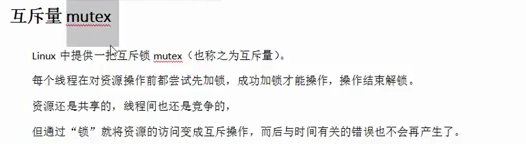 互斥量 mutex
Linux 中提供一把互斥锁 mutex（也称之为互斥量）。
每个线程在对资源操作前都尝试先加锁，成功加锁才能操作，操作结束解锁。
资源还是共享的，线程间也还是竞争的，
但通过“锁”就将资源的访问变成互斥操作，而后与时间有关的错误也不会再产生了。